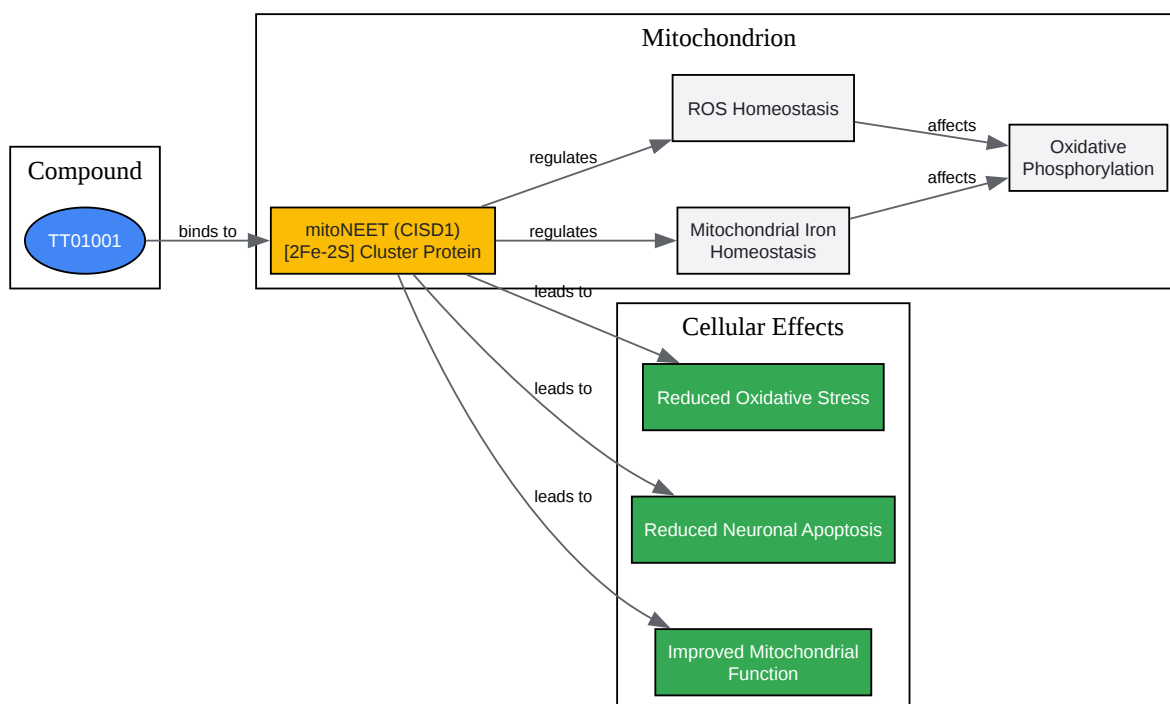 Mitochondrion
ROS Homeostasis
affects
Oxidative
Phosphorylation
Compound
regulates
affects
TT01001
binds to
mitoNEET (CISD1)
[2Fe-2S] Cluster Protein
regulates
Mitochondrial Iron
Homeostasis
leads to
Cellular Effects
Reduced Oxidative Stress
leads to
leads to
Reduced Neuronal Apoptosis
Improved Mitochondrial
Function